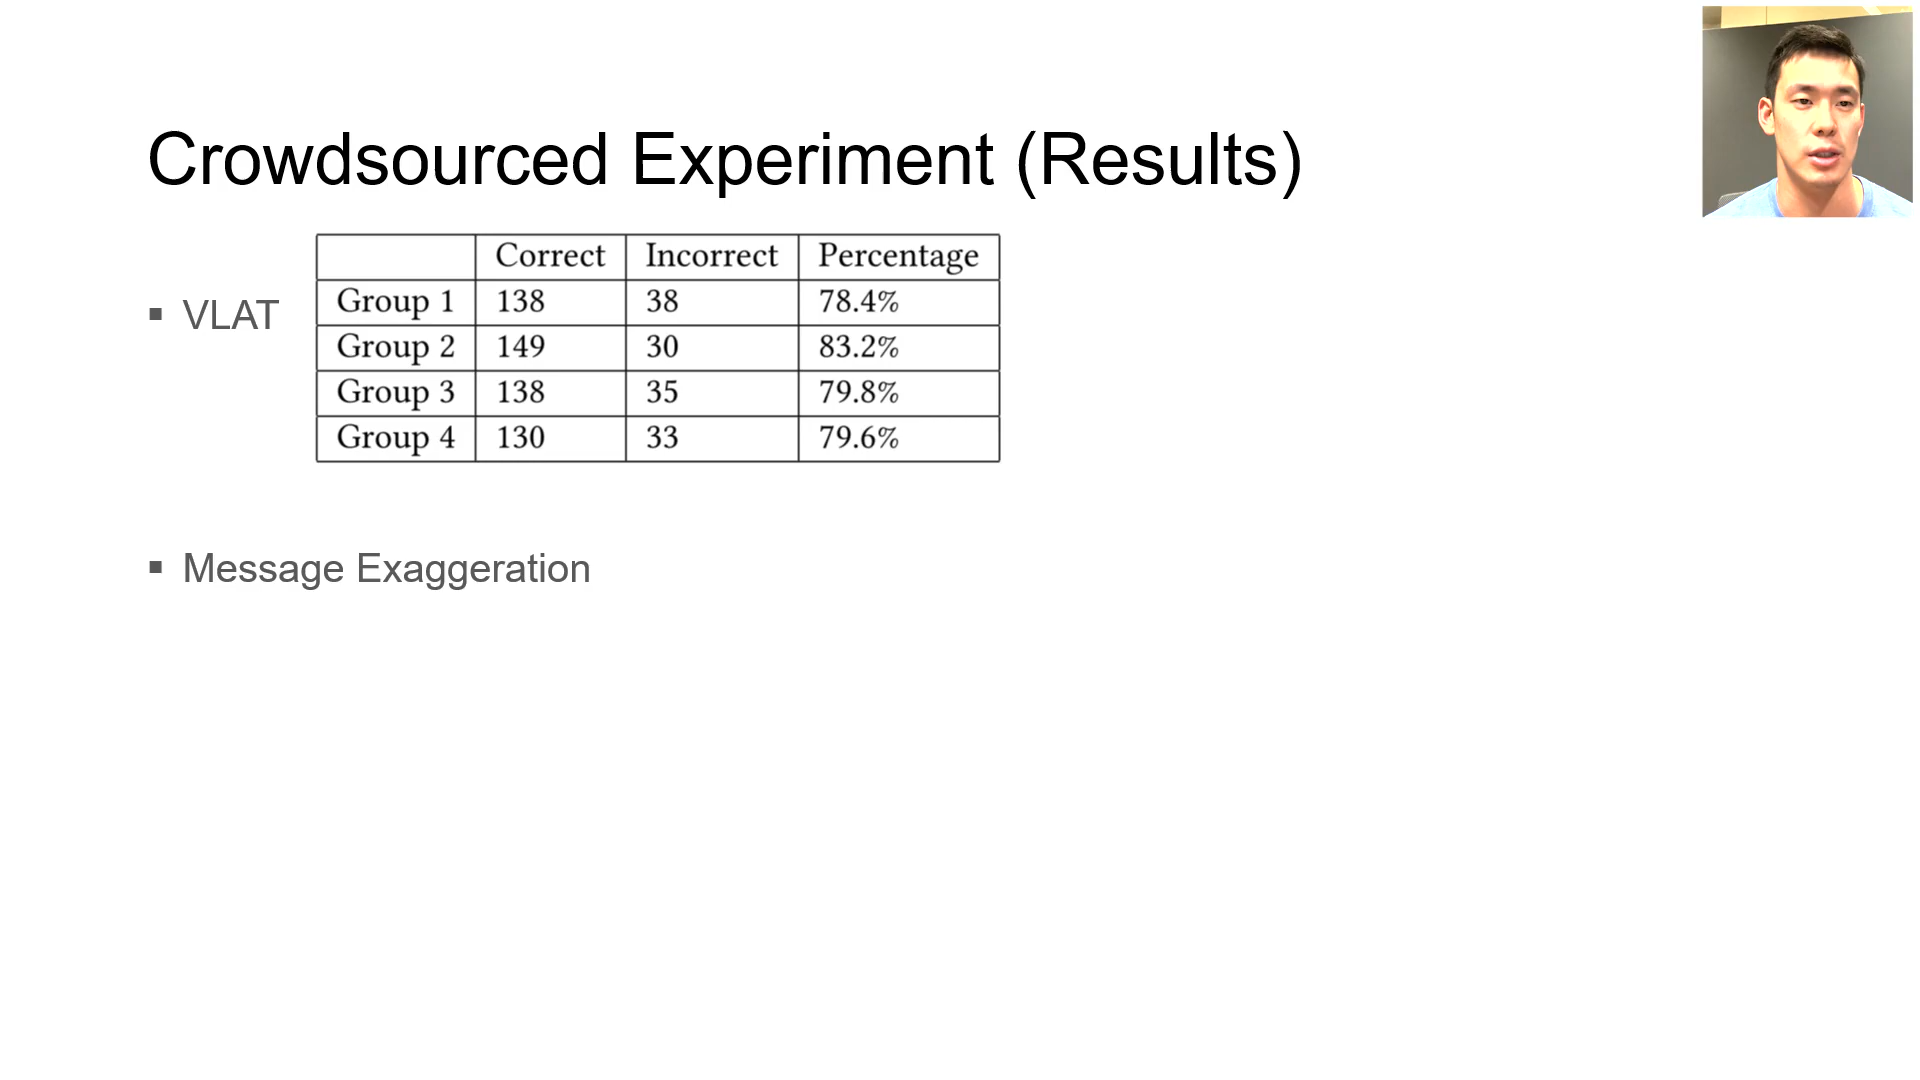 Crowdsourced Experiment (Results)
▪ VLAT
Correct Incorrect Percentage
Group 1 138 38 78.4%
Group 2 149 30 83.2%
Group 3 138 35 79.8%
Group 4 130 33 79.6%
▪ Message Exaggeration